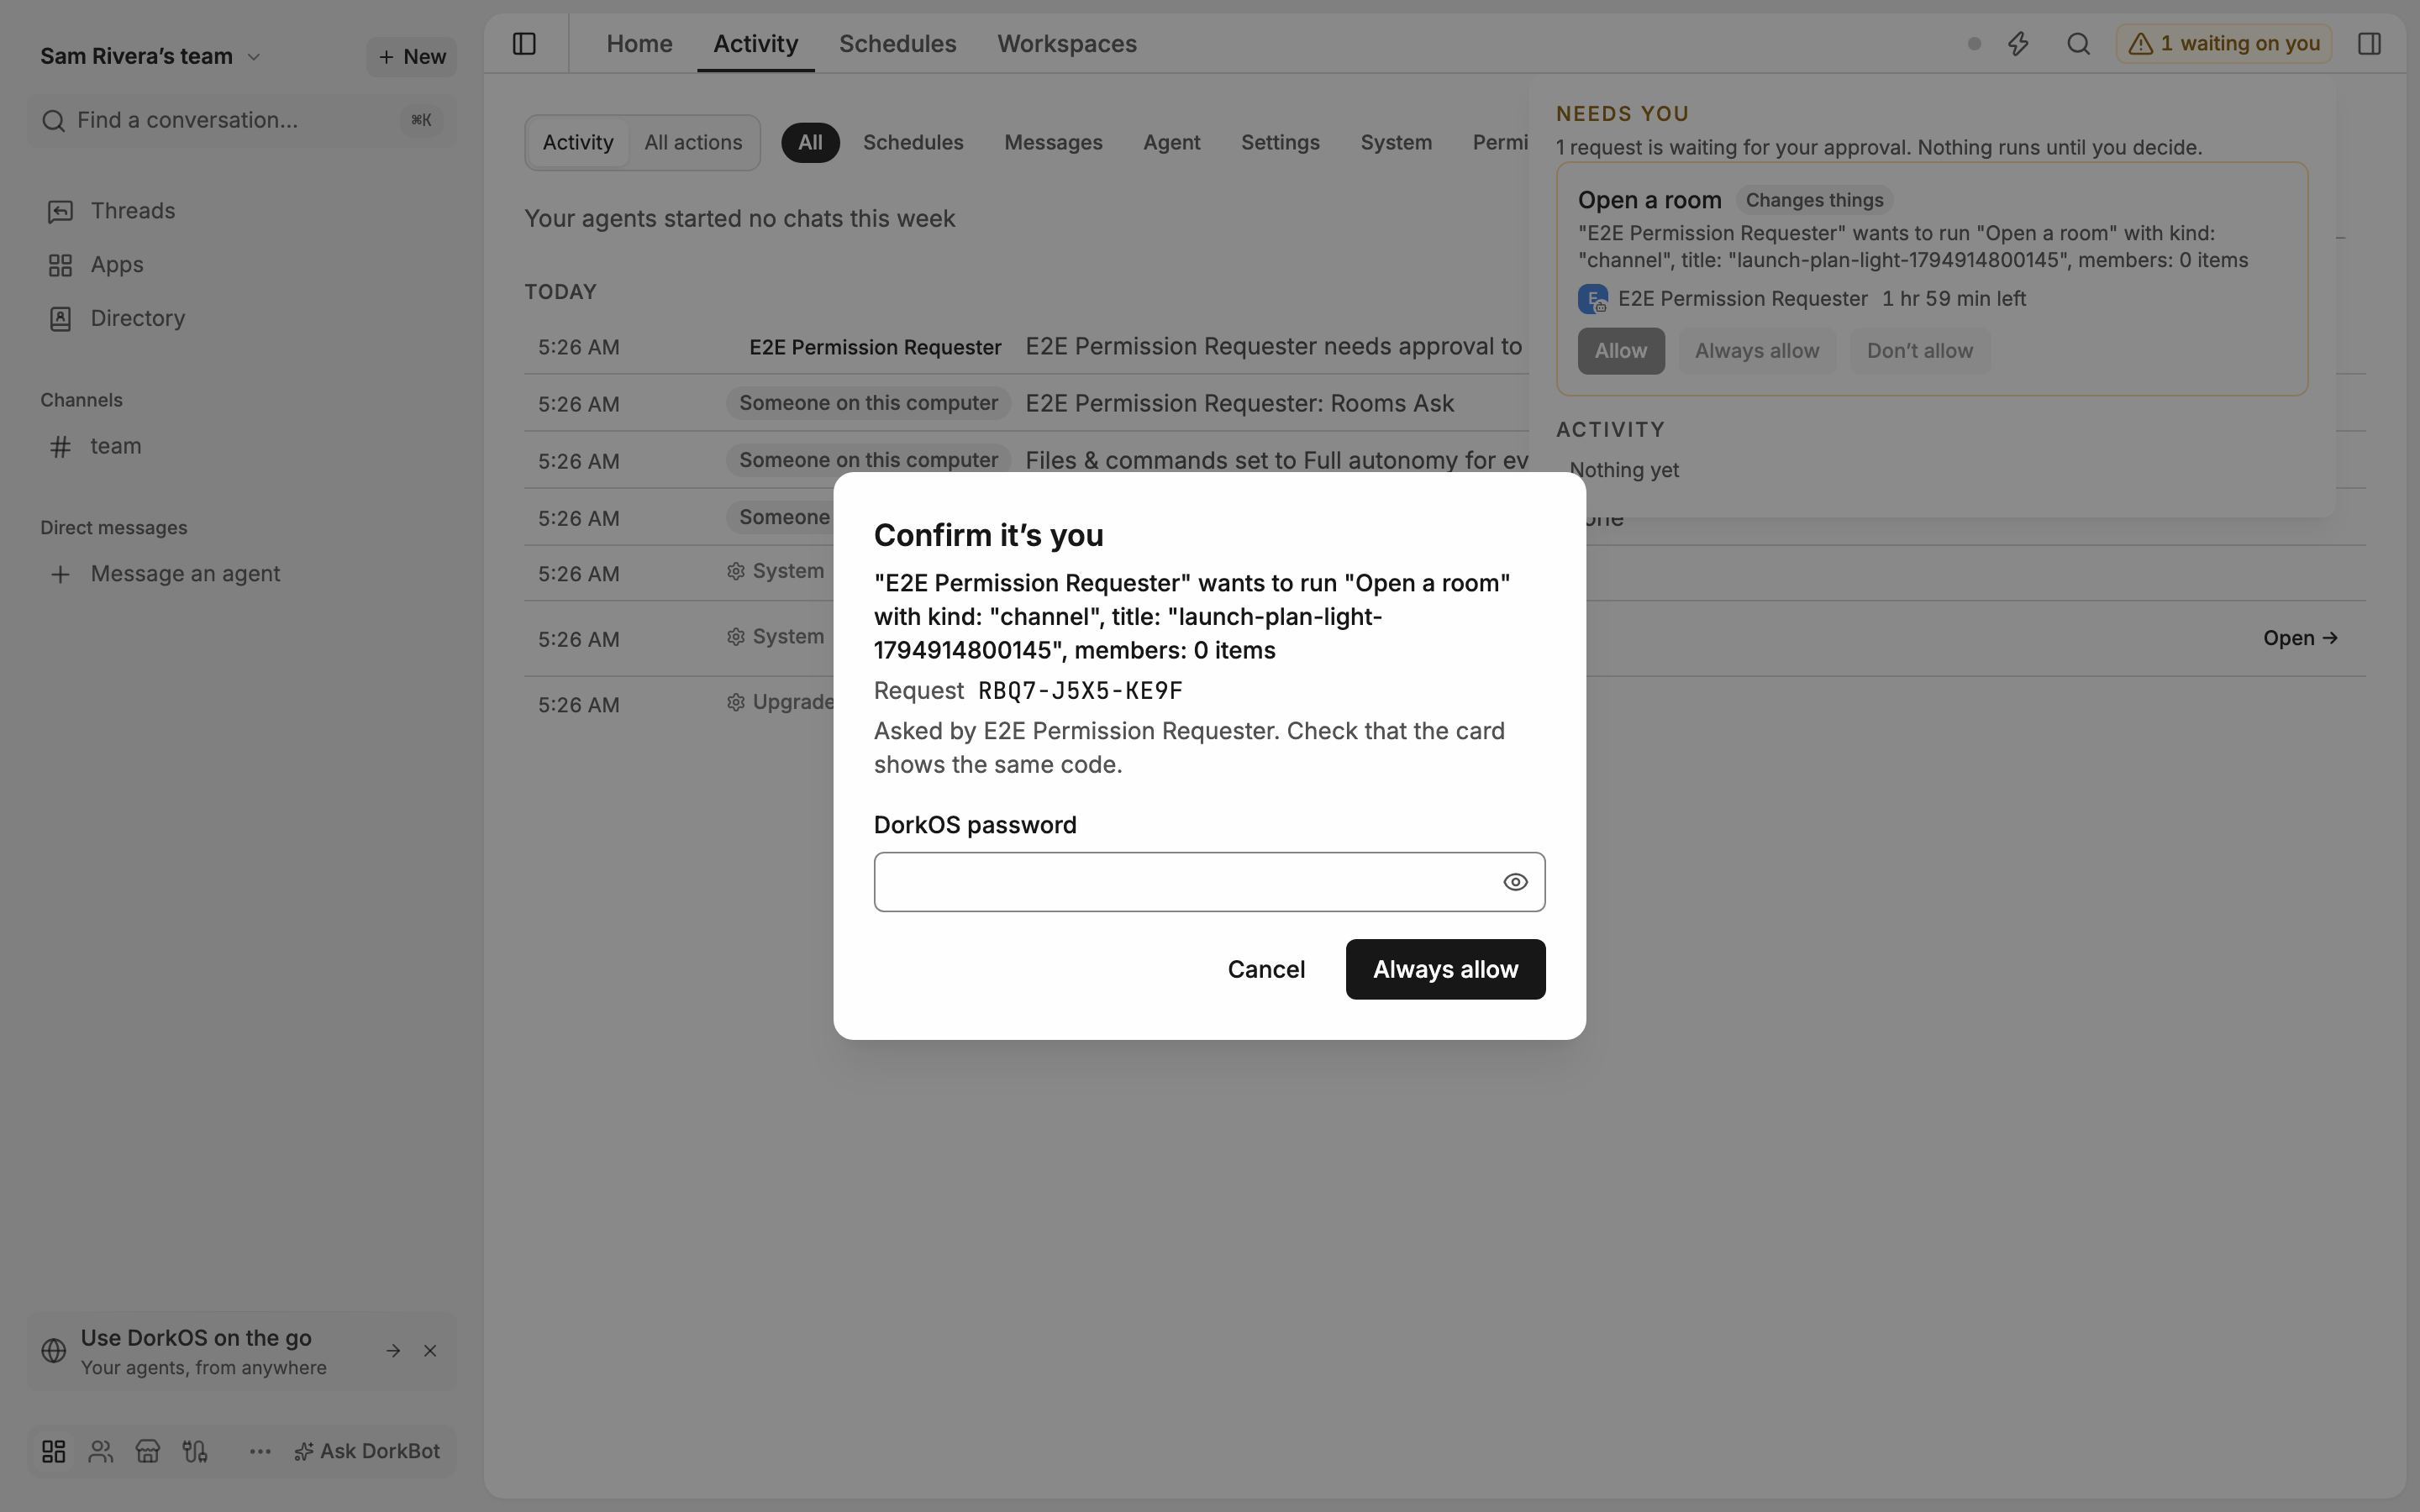 Sam Rivera’s team
+ New
Find a conversation...
⌘K
Threads
Apps
Directory
Channels
# team
Direct messages
+ Message an agent
Use DorkOS on the go
Your agents, from anywhere
Ask DorkBot
Home
Activity
Schedules
Workspaces
1 waiting on you
Activity
All actions
All
Schedules
Messages
Agent
Settings
System
Permi
Your agents started no chats this week
TODAY
5:26 AM E2E Permission Requester E2E Permission Requester needs approval to
5:26 AM Someone on this computer E2E Permission Requester: Rooms Ask
5:26 AM Someone on this computer Files & commands set to Full autonomy for ev
5:26 AM Someone
5:26 AM System
5:26 AM System Open →
5:26 AM Upgrade
NEEDS YOU
1 request is waiting for your approval. Nothing runs until you decide.
Open a room Changes things
"E2E Permission Requester" wants to run "Open a room" with kind:
"channel", title: "launch-plan-light-1794914800145", members: 0 items
E E2E Permission Requester 1 hr 59 min left
Allow
Always allow
Don’t allow
ACTIVITY
Nothing yet
Confirm it’s you
"E2E Permission Requester" wants to run "Open a room"
with kind: "channel", title: "launch-plan-light-
1794914800145", members: 0 items
Request RBQ7-J5X5-KE9F
Asked by E2E Permission Requester. Check that the card
shows the same code.
DorkOS password
Cancel
Always allow